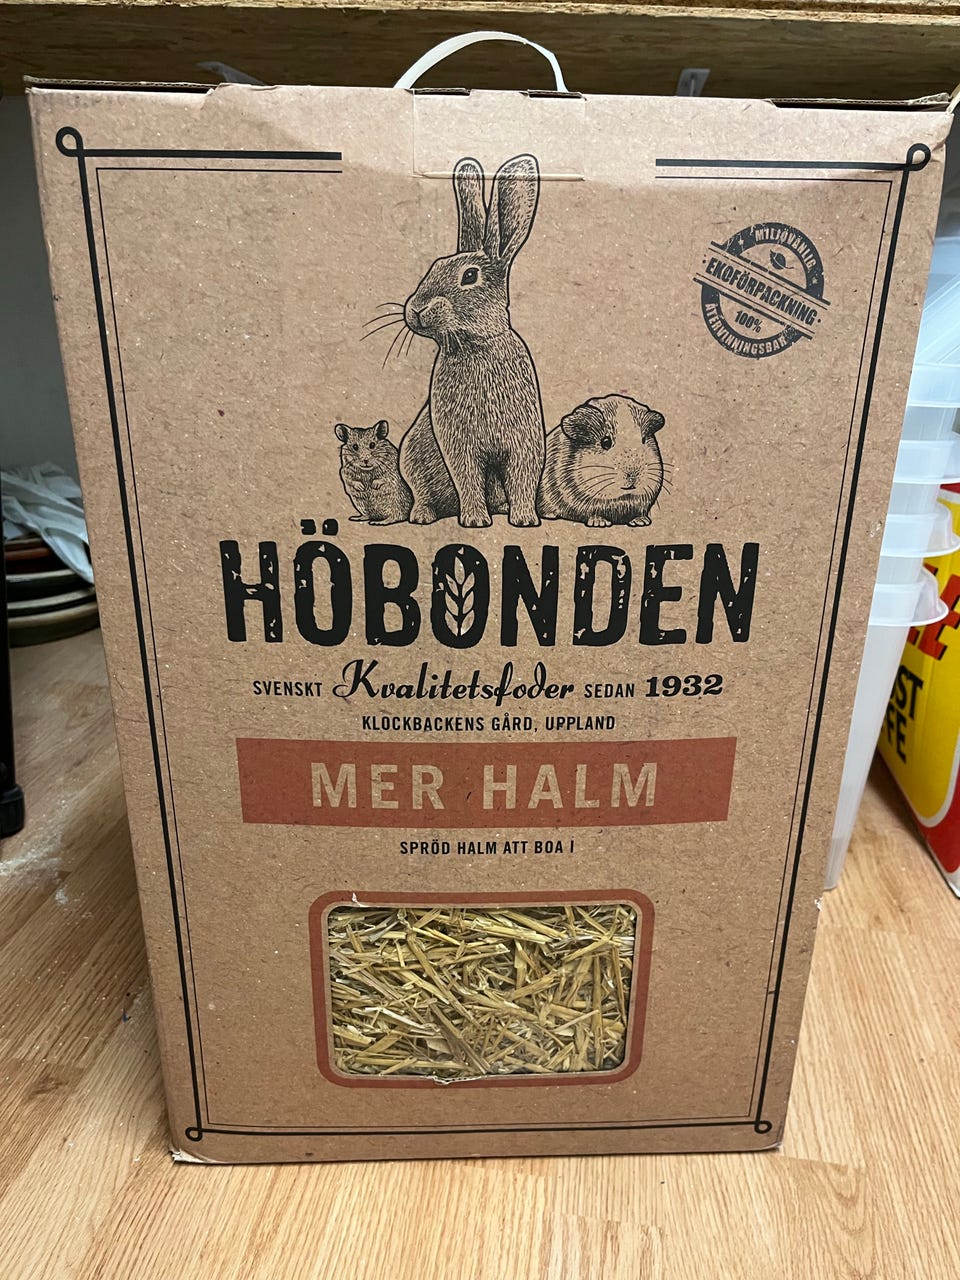 MILJÖVÄNLIG
EKOFÖRPACKNING
100%
ÅTERVINNINGSBAR
HÖBONDEN
SVENSKT Kvalitetsfoder SEDAN 1932
KLOCKBACKENS GÅRD, UPPLAND
MER HALM
SPRÖD HALM ATT BOA I